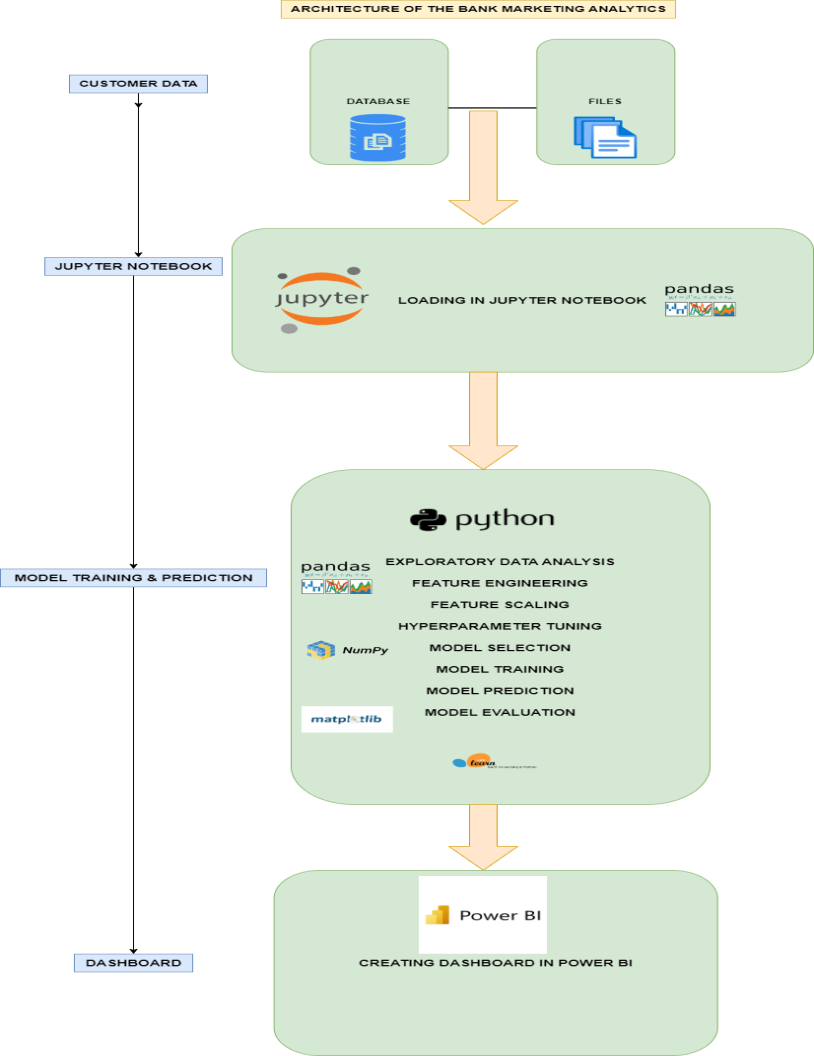 ARCHITECTURE OF THE BANK MARKETING ANALYTICS
CUSTOMER DATA
DATABASE
FILES
JUPYTER NOTEBOOK
jupyter
LOADING IN JUPYTER NOTEBOOK
pandas
python
EXPLORATORY DATA ANALYSIS
pandas
FEATURE ENGINEERING
MODEL TRAINING & PREDICTION
FEATURE SCALING
HYPERPARAMETER TUNING
MODEL SELECTION
NumPy
MODEL TRAINING
MODEL PREDICTION
MODEL EVALUATION
matplotlib
learn
Power BI
DASHBOARD
CREATING DASHBOARD IN POWER BI